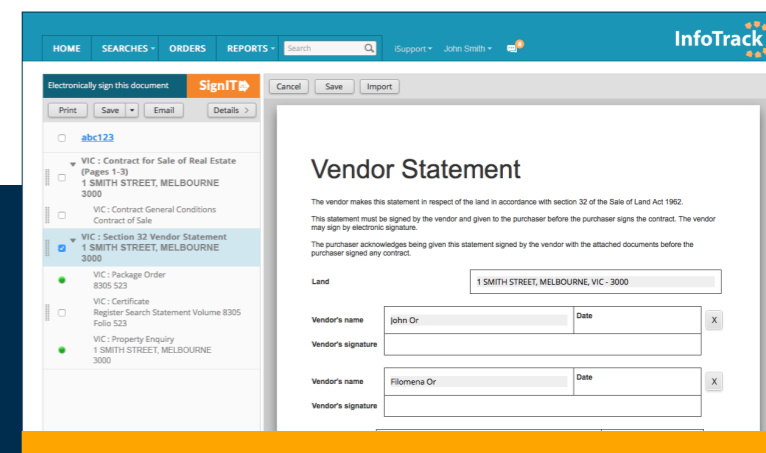 HOME SEARCHES ORDERS REPORTS Search iSupport John Smith
InfoTrack
Electronically sign this document SignIT
Print Save Email Details >
Cancel Save Import
abc123
VIC : Contract for Sale of Real Estate
(Pages 1-3)
1 SMITH STREET, MELBOURNE
3000
VIC : Contract General Conditions
Contract of Sale
VIC : Section 32 Vendor Statement
1 SMITH STREET, MELBOURNE
3000
VIC : Package Order
8305 523
VIC : Certificate
Register Search Statement Volume 8305
Folio 523
VIC : Property Enquiry
1 SMITH STREET, MELBOURNE
3000
Vendor Statement
The vendor makes this statement in respect of the land in accordance with section 32 of the Sale of Land Act 1962.
This statement must be signed by the vendor and given to the purchaser before the purchaser signs the contract. The vendor
may sign by electronic signature.
The purchaser acknowledges being given this statement signed by the vendor with the attached documents before the
purchaser signed any contract.
Land 1 SMITH STREET, MELBOURNE, VIC - 3000
Vendor's name John Or Date X
Vendor's signature
Vendor's name Filomena Or Date X
Vendor's signature